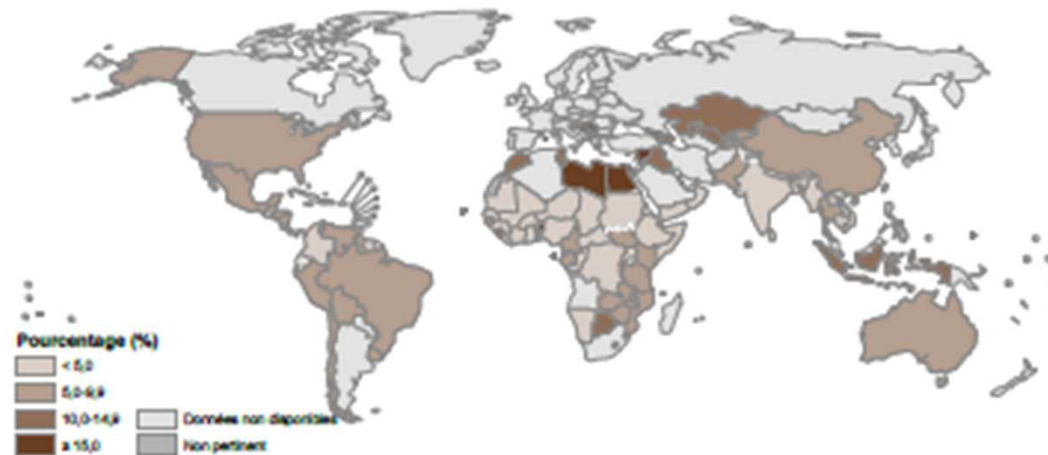 Pourcentage (%)
< 5,0
5,0-9,9
10,0-14,9
≥ 15,0
Données non disponibles
Non pertinent